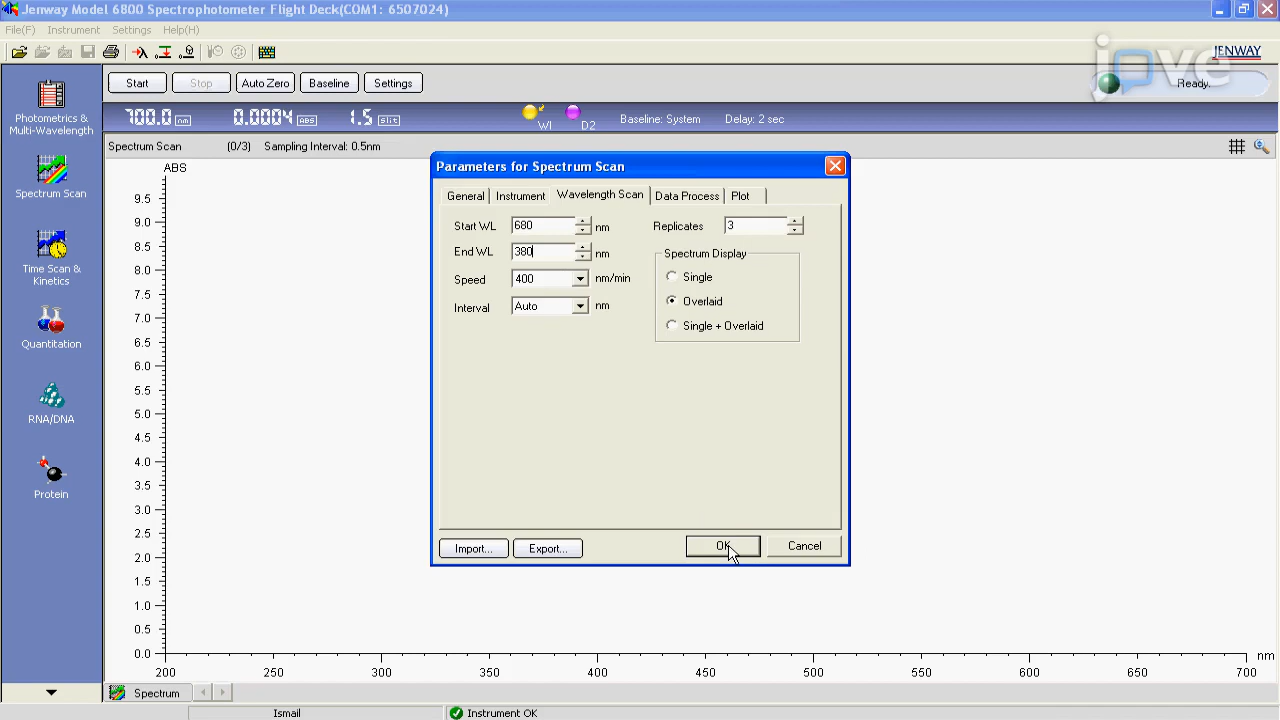 Jenway Model 6800 Spectrophotometer Flight Deck(COM1: 6507024)
File(F) Instrument Settings Help(H)
jove
JENWAY
Start Stop Auto Zero Baseline Settings Ready.
700.0 nm 0.0004 ABS 1.5 slit WI D2 Baseline: System Delay: 2 sec
Photometrics &
Multi-Wavelength
Spectrum Scan
Time Scan &
Kinetics
Quantitation
RNA/DNA
Protein
Spectrum Scan (0/3) Sampling Interval: 0.5nm
ABS
9.5
9.0
8.5
8.0
7.5
7.0
6.5
6.0
5.5
5.0
4.5
4.0
3.5
3.0
2.5
2.0
1.5
1.0
0.5
0.0
200 250 300 350 400 450 500 550 600 650 700 nm
Parameters for Spectrum Scan
General Instrument Wavelength Scan Data Process Plot
Start WL 680 nm
End WL 380 nm
Speed 400 nm/min
Interval Auto nm
Replicates 3
Spectrum Display
Single
Overlaid
Single + Overlaid
Import... Export... OK Cancel
Spectrum
Ismail Instrument OK